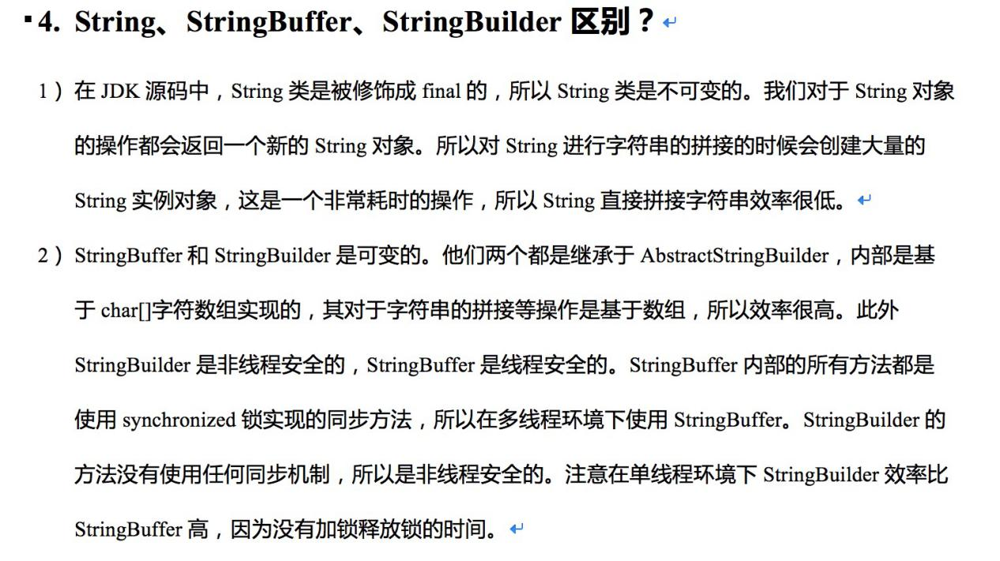 4. String、StringBuffer、StringBuilder 区别？
1）在 JDK 源码中，String 类是被修饰成 final 的，所以 String 类是不可变的。我们对于 String 对象
的操作都会返回一个新的 String 对象。所以对 String 进行字符串的拼接的时候会创建大量的
String 实例对象，这是一个非常耗时的操作，所以 String 直接拼接字符串效率很低。
2）StringBuffer 和 StringBuilder 是可变的。他们两个都是继承于 AbstractStringBuilder，内部是基
于 char[]字符数组实现的，其对于字符串的拼接等操作是基于数组，所以效率很高。此外
StringBuilder 是非线程安全的，StringBuffer 是线程安全的。StringBuffer 内部的所有方法都是
使用 synchronized 锁实现的同步方法，所以在多线程环境下使用 StringBuffer。StringBuilder 的
方法没有使用任何同步机制，所以是非线程安全的。注意在单线程环境下 StringBuilder 效率比
StringBuffer 高，因为没有加锁释放锁的时间。